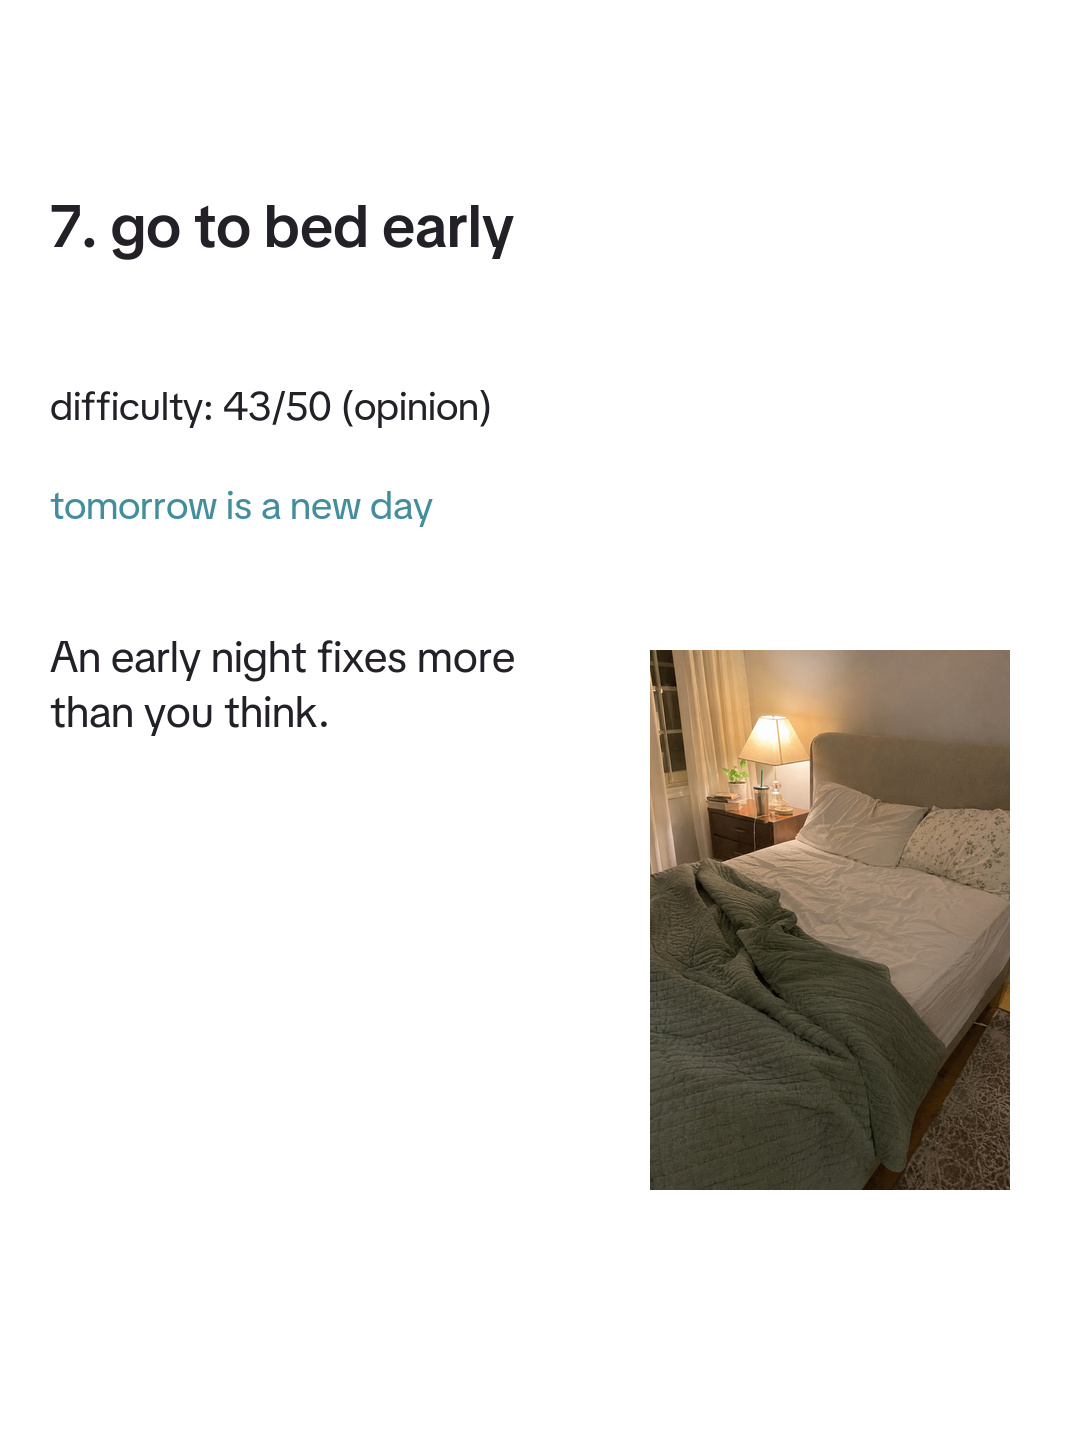 7. go to bed early
difficulty: 43/50 (opinion)
tomorrow is a new day
An early night fixes more
than you think.